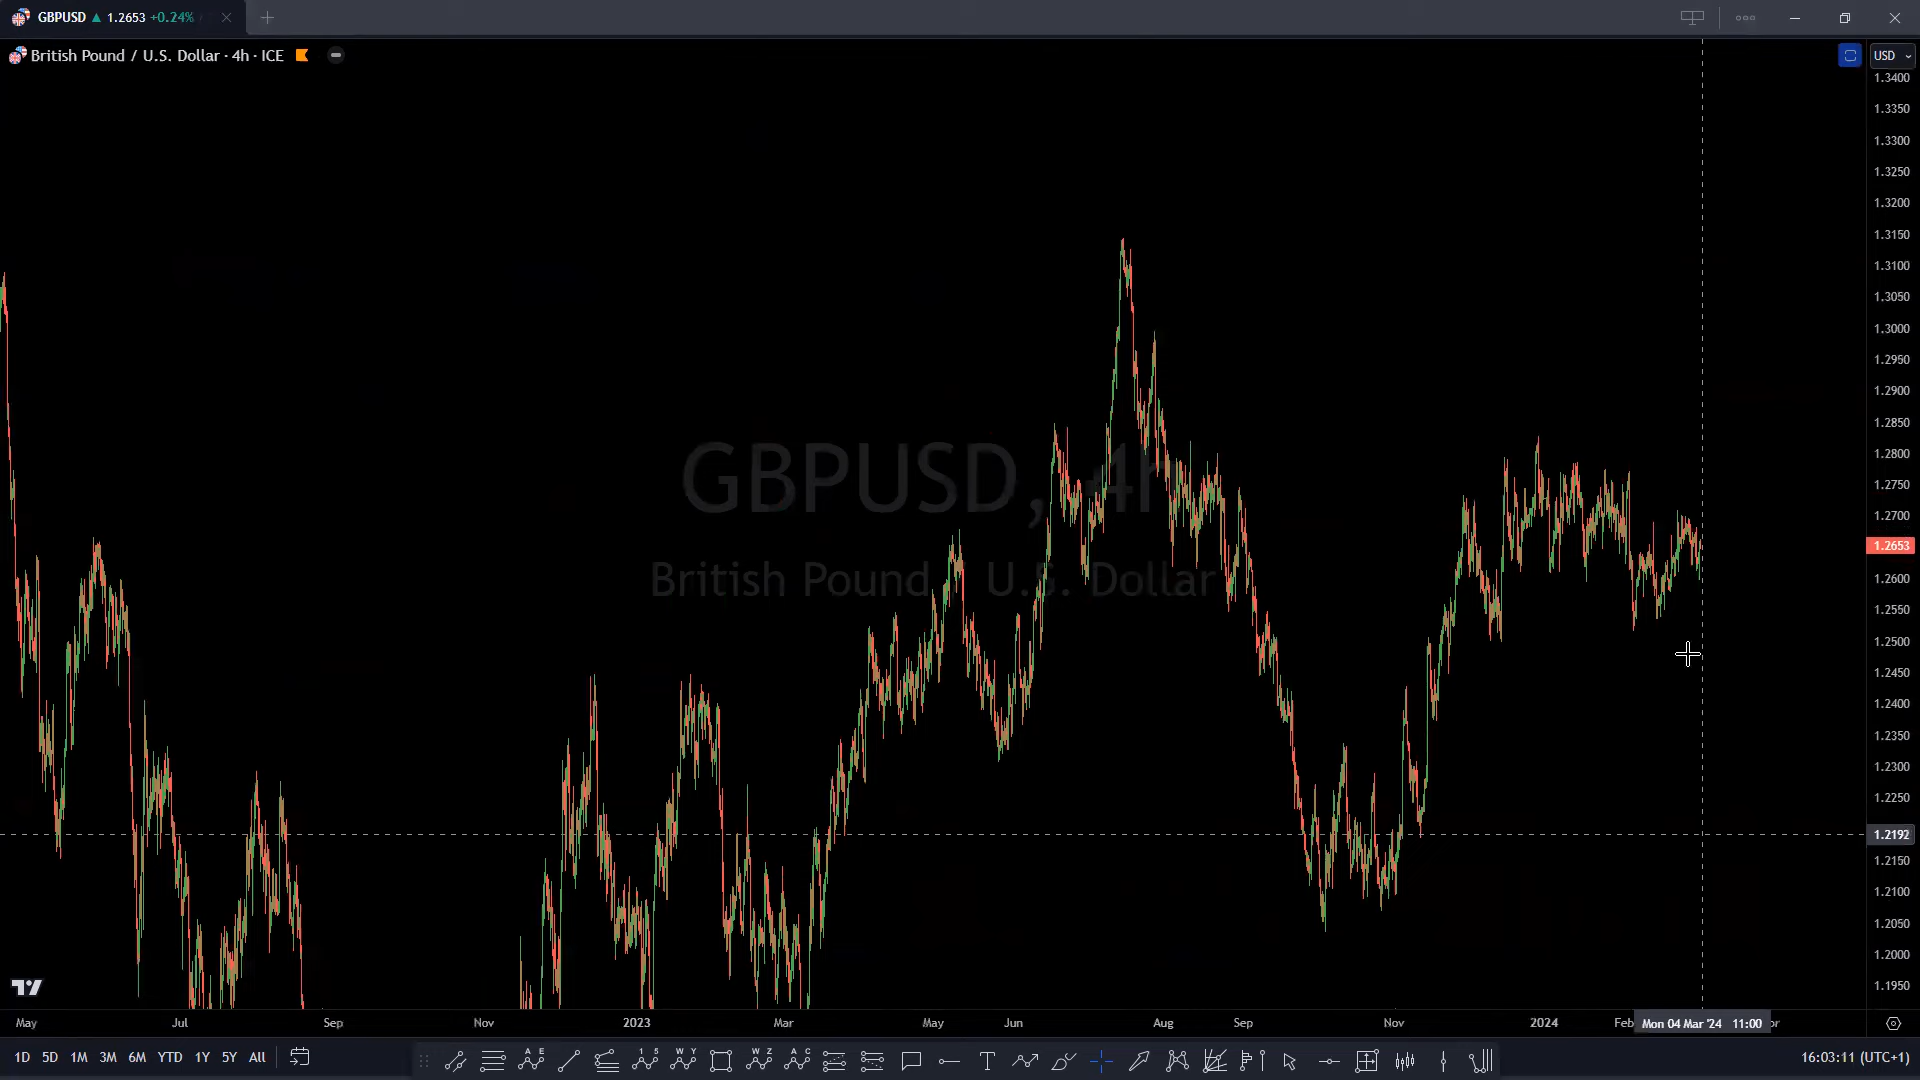 GBPUSD ▲ 1.2653 +0.24%
British Pound / U.S. Dollar · 4h · ICE
USD
1.3400
1.3350
1.3300
1.3250
1.3200
1.3150
1.3100
1.3050
1.3000
1.2950
1.2900
1.2850
1.2800
1.2750
1.2700
1.2653
1.2600
1.2550
1.2500
1.2450
1.2400
1.2350
1.2300
1.2250
1.2192
1.2150
1.2100
1.2050
1.2000
1.1950
GBPUSD, 4h
British Pound / U.S. Dollar
May Jul Sep Nov 2023 Mar May Jun Aug Sep Nov 2024 Feb Mon 04 Mar '24 11:00
1D 5D 1M 3M 6M YTD 1Y 5Y All
A E
1 5
W Y
W Z
A C
T
16:03:11 (UTC+1)